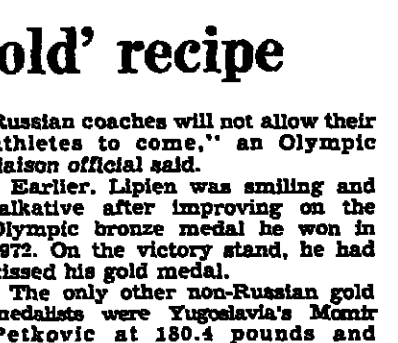 old’ recipe
Russian coaches will not allow their
athletes to come," an Olympic
liaison official said.
Earlier, Lipien was smiling and
talkative after improving on the
Olympic bronze medal he won in
1972. On the victory stand, he had
kissed his gold medal.
The only other non-Russian gold
medalists were Yugoslavia's Momir
Petkovic at 180.4 pounds and